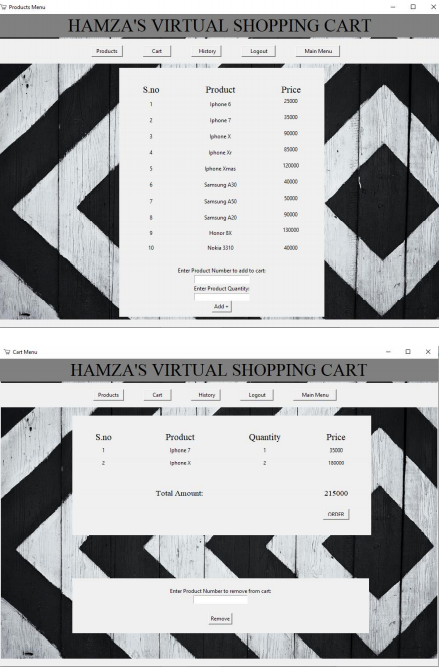 Products Menu
HAMZA'S VIRTUAL SHOPPING CART
Products Cart History Logout Main Menu
S.no Product Price
1 Iphone 6 25000
2 Iphone 7 35000
3 Iphone X 90000
4 Iphone Xr 85000
5 Iphone Xmax 120000
6 Samsung A30 40000
7 Samsung A50 50000
8 Samsung A20 90000
9 Honor 8X 130000
10 Nokia 3310 40000
Enter Product Number to add to cart:
Enter Product Quantity:
Add +
Cart Menu
HAMZA'S VIRTUAL SHOPPING CART
Products Cart History Logout Main Menu
S.no Product Quantity Price
1 Iphone 7 1 35000
2 Iphone X 2 180000
Total Amount: 215000
ORDER
Enter Product Number to remove from cart:
Remove